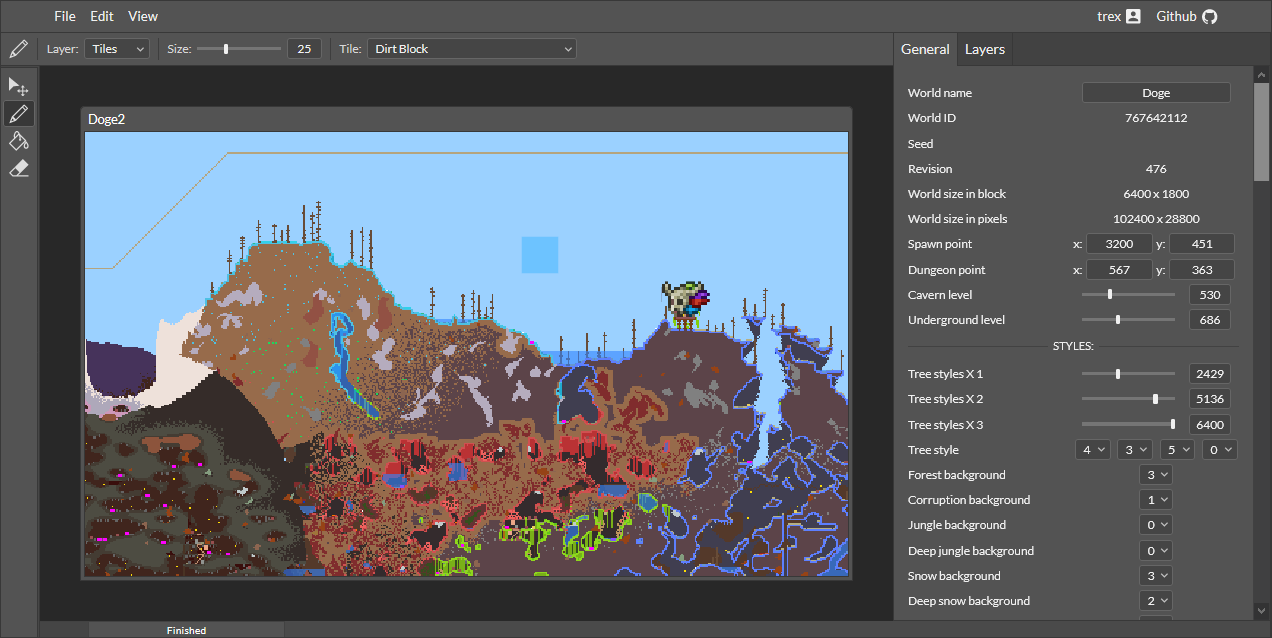 File Edit View trex Github
Layer: Tiles Size: 25 Tile: Dirt Block
General Layers
Doge2
World name Doge
World ID 767642112
Seed
Revision 476
World size in block 6400 x 1800
World size in pixels 102400 x 28800
Spawn point x: 3200 y: 451
Dungeon point x: 567 y: 363
Cavern level 530
Underground level 686
STYLES:
Tree styles X 1 2429
Tree styles X 2 5136
Tree styles X 3 6400
Tree style 4 3 5 0
Forest background 3
Corruption background 1
Jungle background 0
Deep jungle background 0
Snow background 3
Deep snow background 2
Finished